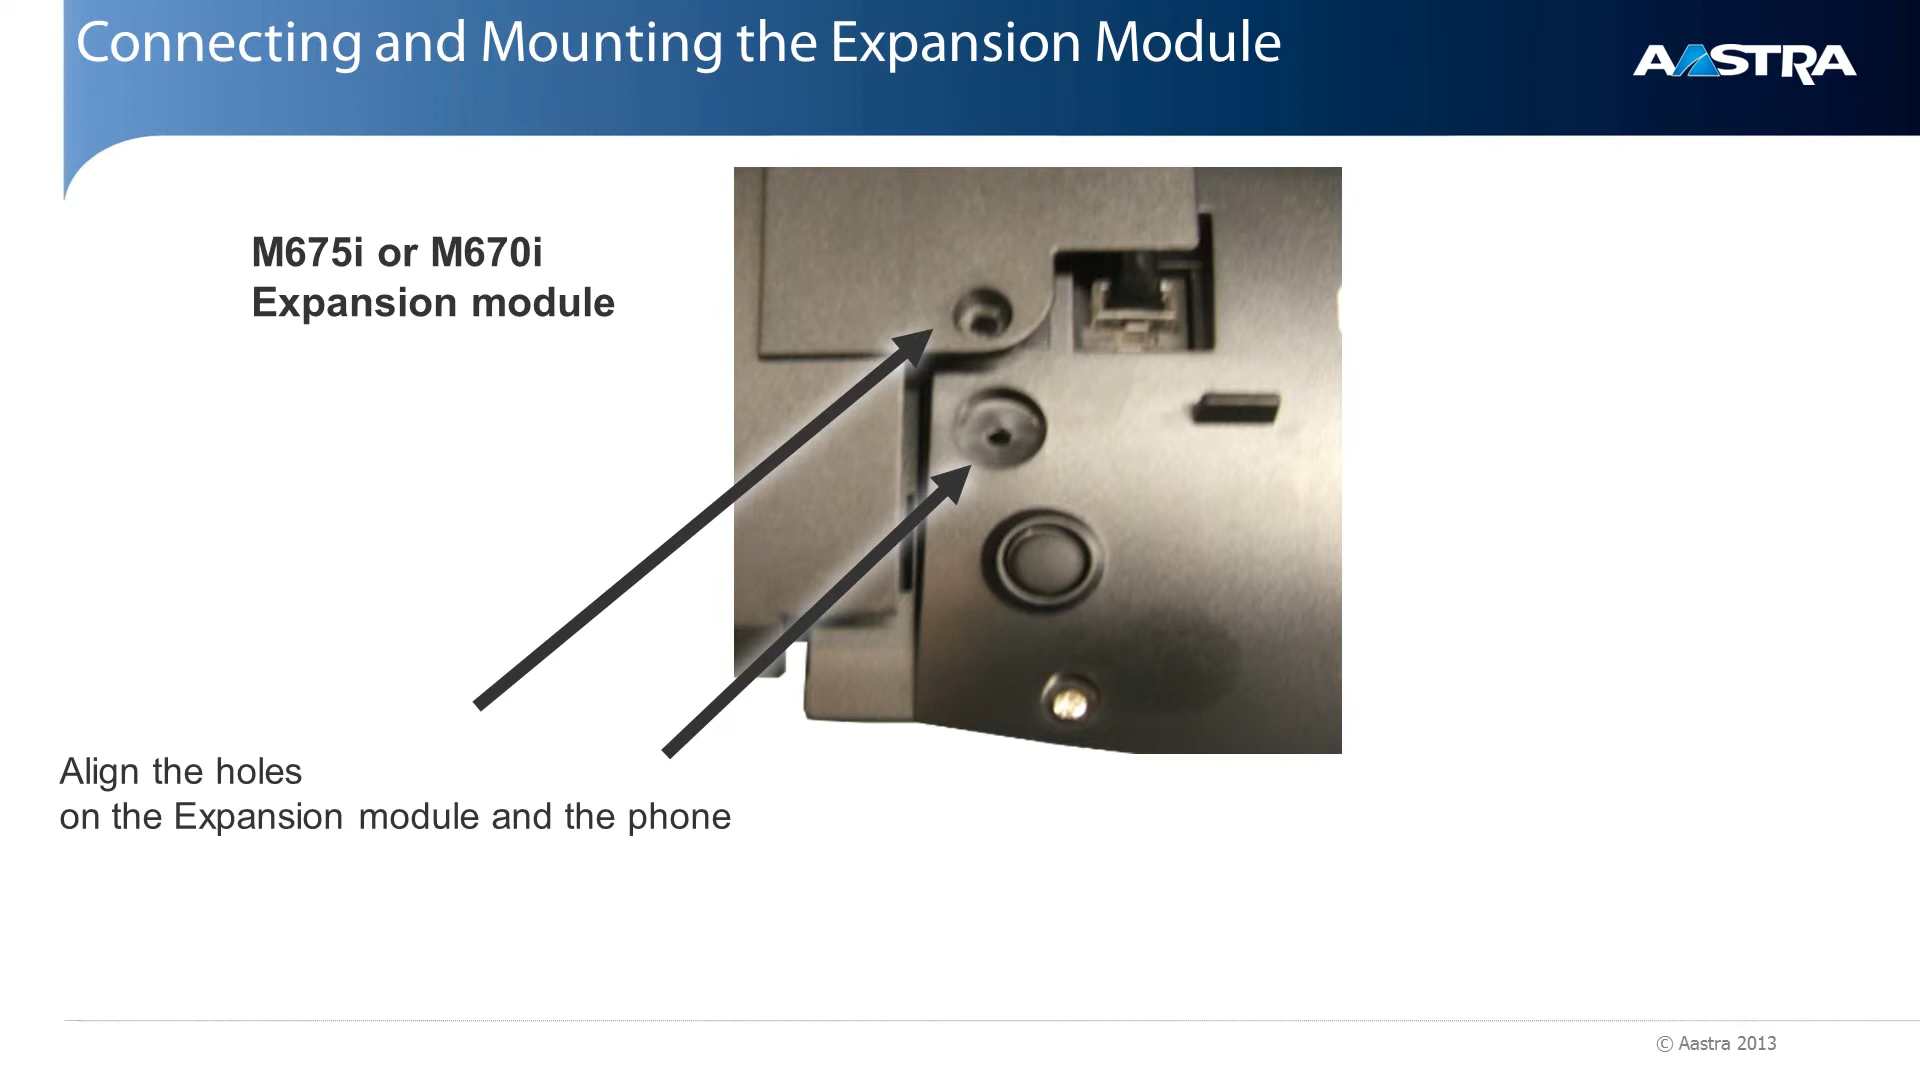 Connecting and Mounting the Expansion Module
AASTRA
M675i or M670i
Expansion module
Align the holes
on the Expansion module and the phone
© Aastra 2013